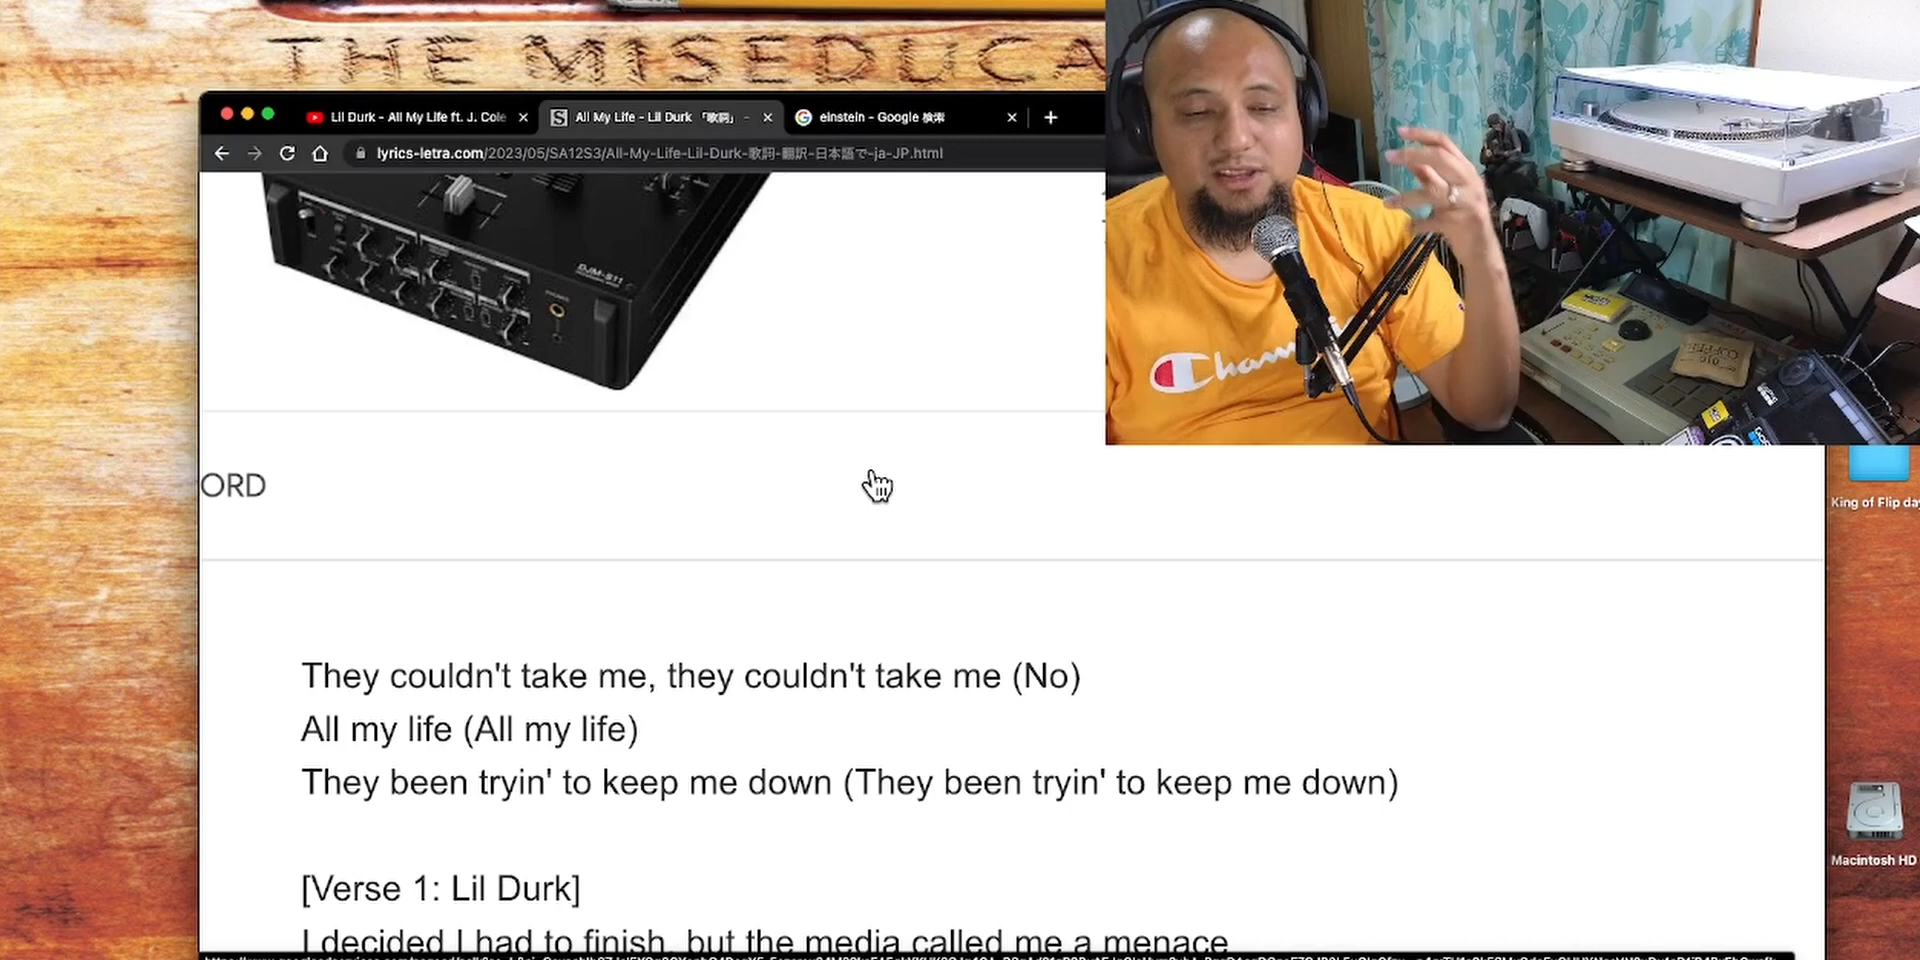 THE MISEDUCA
Lil Durk - All My Life ft. J. Cole
All My Life - Lil Durk 「歌詞」 -
einstein - Google 検索
lyrics-letra.com/2023/05/SA12S3/All-My-Life-Lil-Durk-歌詞-翻訳-日本語で-ja-JP.html
DJM-S11
Cham
COFFEE
ORD
King of Flip day
They couldn't take me, they couldn't take me (No)
All my life (All my life)
They been tryin' to keep me down (They been tryin' to keep me down)
Macintosh HD
[Verse 1: Lil Durk]
I decided I had to finish, but the media called me a menace